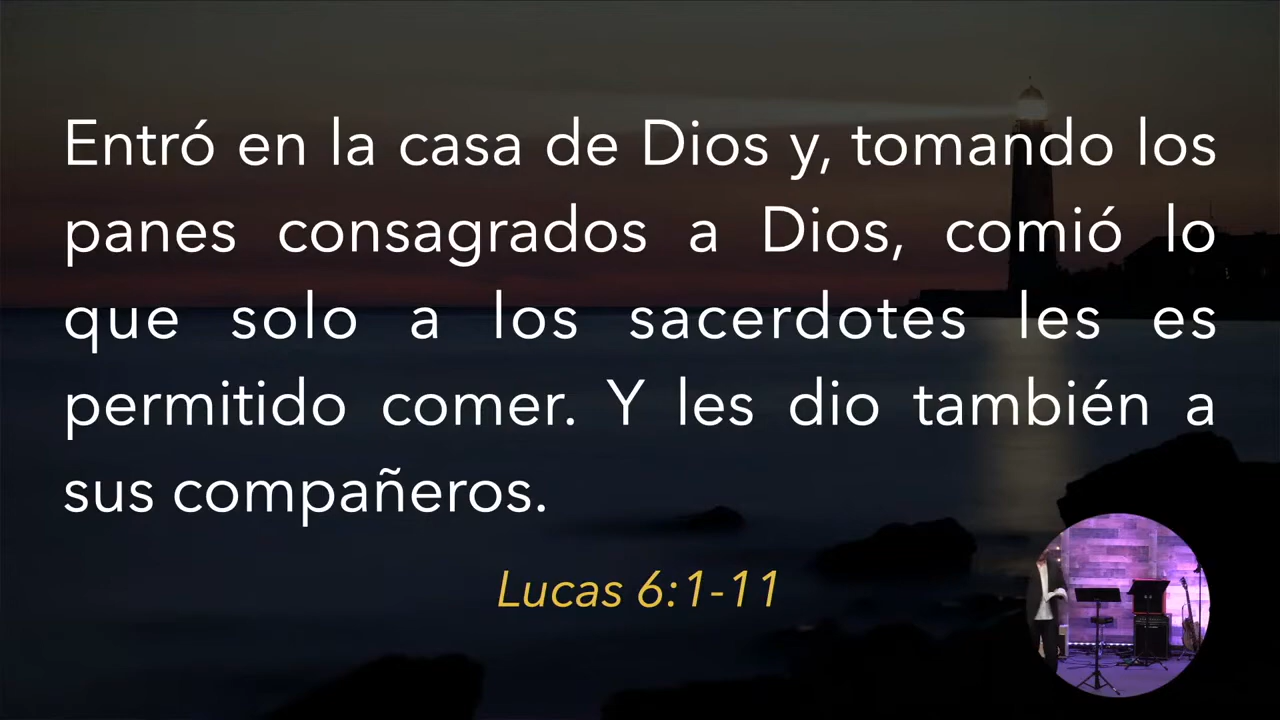 Entró en la casa de Dios y, tomando los
panes consagrados a Dios, comió lo
que solo a los sacerdotes les es
permitido comer. Y les dio también a
sus compañeros.
Lucas 6:1-11